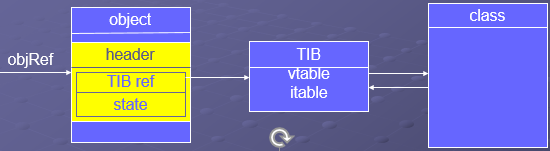 object
class
header
TIB
objRef
TIB ref
vtable
state
itable